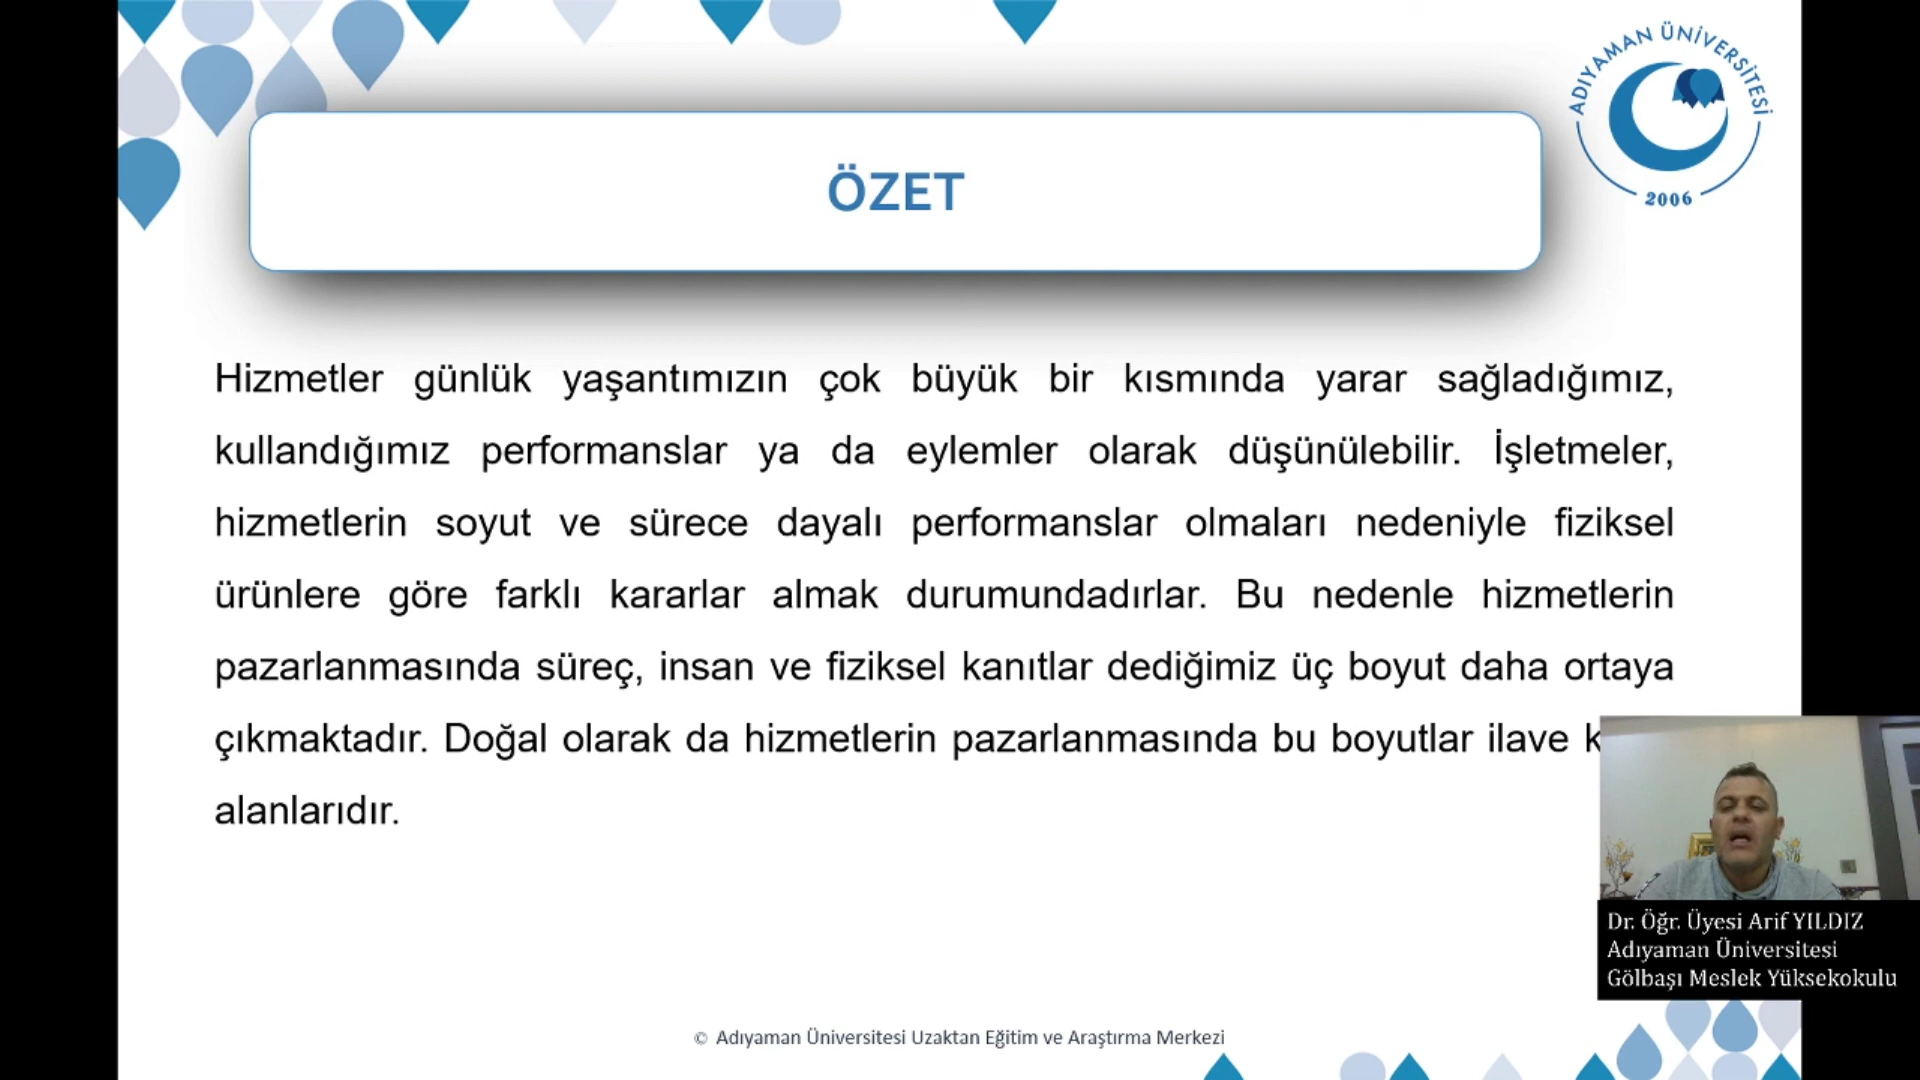 ADIYAMAN ÜNİVERSİTESİ
2006
ÖZET
Hizmetler günlük yaşantımızın çok büyük bir kısmında yarar sağladığımız,
kullandığımız performanslar ya da eylemler olarak düşünülebilir. İşletmeler,
hizmetlerin soyut ve sürece dayalı performanslar olmaları nedeniyle fiziksel
ürünlere göre farklı kararlar almak durumundadırlar. Bu nedenle hizmetlerin
pazarlanmasında süreç, insan ve fiziksel kanıtlar dediğimiz üç boyut daha ortaya
çıkmaktadır. Doğal olarak da hizmetlerin pazarlanmasında bu boyutlar ilave
alanlarıdır.
Dr. Öğr. Üyesi Arif YILDIZ
Adıyaman Üniversitesi
Gölbaşı Meslek Yüksekokulu
© Adıyaman Üniversitesi Uzaktan Eğitim ve Araştırma Merkezi